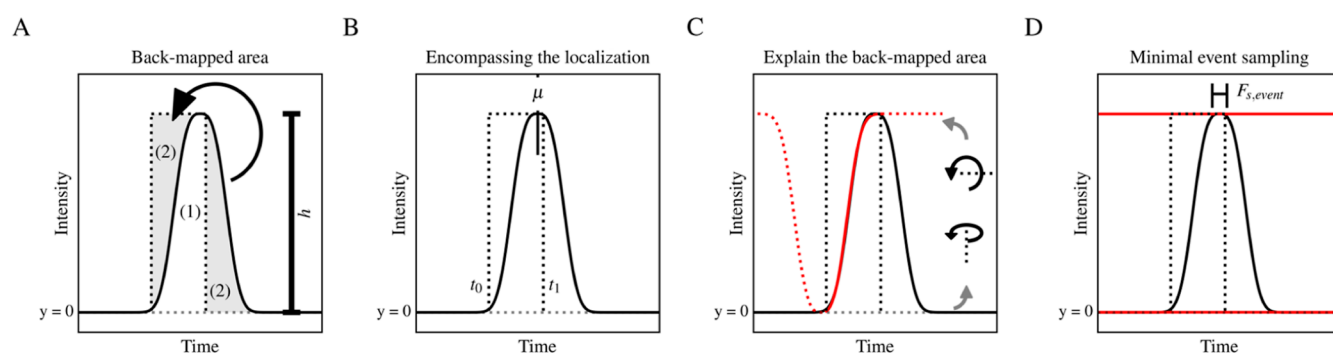 A
Back-mapped area
(2)
(1)
(2)
h
Intensity
y = 0
Time
B
Encompassing the localization
μ
t0
t1
Intensity
y = 0
Time
C
Explain the back-mapped area
Intensity
y = 0
Time
D
Minimal event sampling
Fs,event
Intensity
y = 0
Time